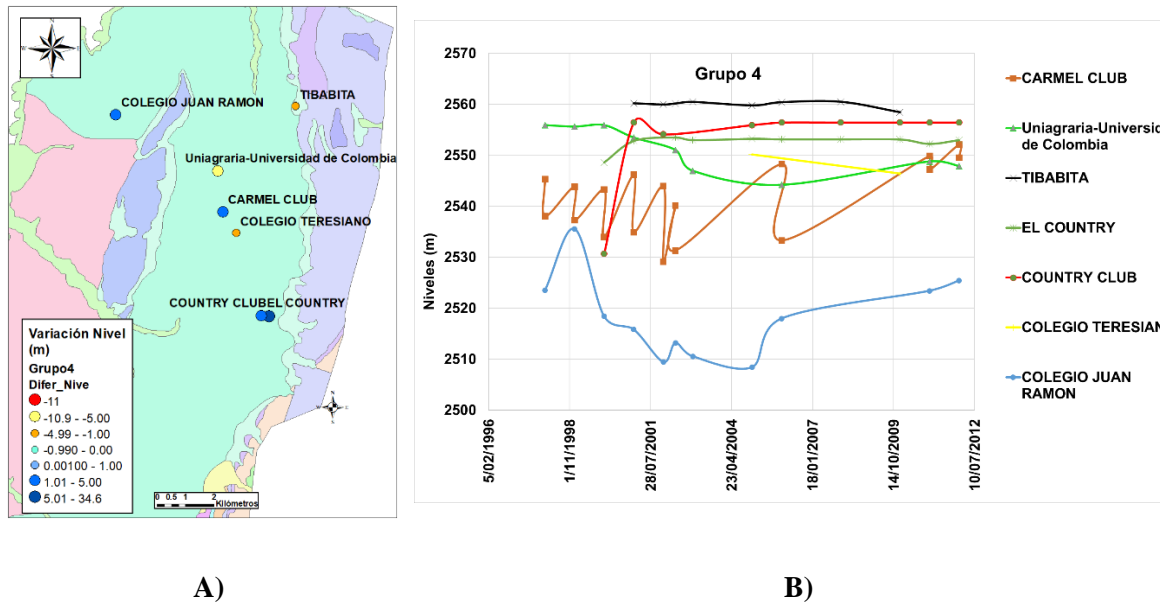 N
W
E
S
COLEGIO JUAN RAMON
TIBABITA
Uniagraria-Universidad de Colombia
CARMEL CLUB
COLEGIO TERESIANO
COUNTRY CLUBEL COUNTRY
Variación Nivel
(m)
Grupo4
Difer_Nive
-11
-10.9 - -5.00
-4.99 - -1.00
-0.990 - 0.00
0.00100 - 1.00
1.01 - 5.00
5.01 - 34.6
N
W
E
S
0 0.5 1 2
Kilómetros
Grupo 4
Niveles (m)
2570
2560
2550
2540
2530
2520
2510
2500
5/02/1996
1/11/1998
28/07/2001
23/04/2004
18/01/2007
14/10/2009
10/07/2012
CARMEL CLUB
Uniagraria-Universid
de Colombia
TIBABITA
EL COUNTRY
COUNTRY CLUB
COLEGIO TERESIAN
COLEGIO JUAN
RAMON
A)
B)